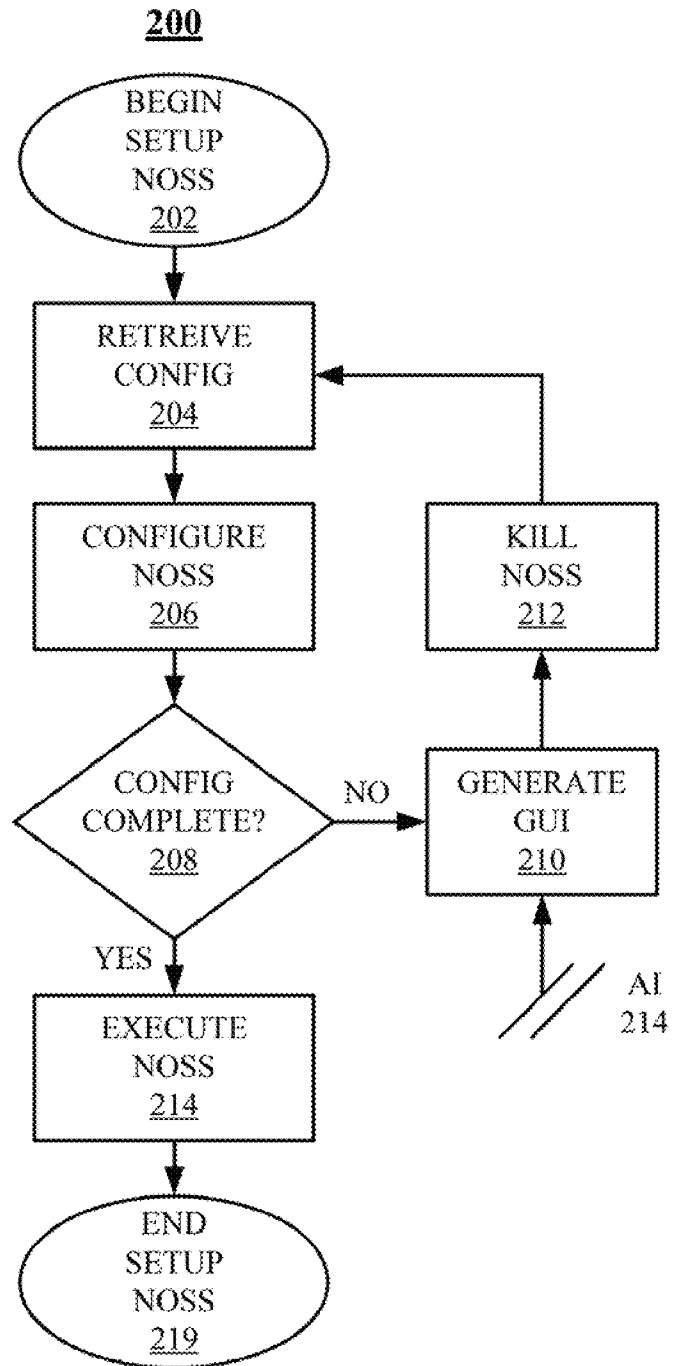 200
BEGIN
SETUP
NOSS
202
RETREIVE
CONFIG
204
CONFIGURE
NOSS
206
KILL
NOSS
212
CONFIG
COMPLETE?
208
NO
GENERATE
GUI
210
YES
AI
214
EXECUTE
NOSS
214
END
SETUP
NOSS
219